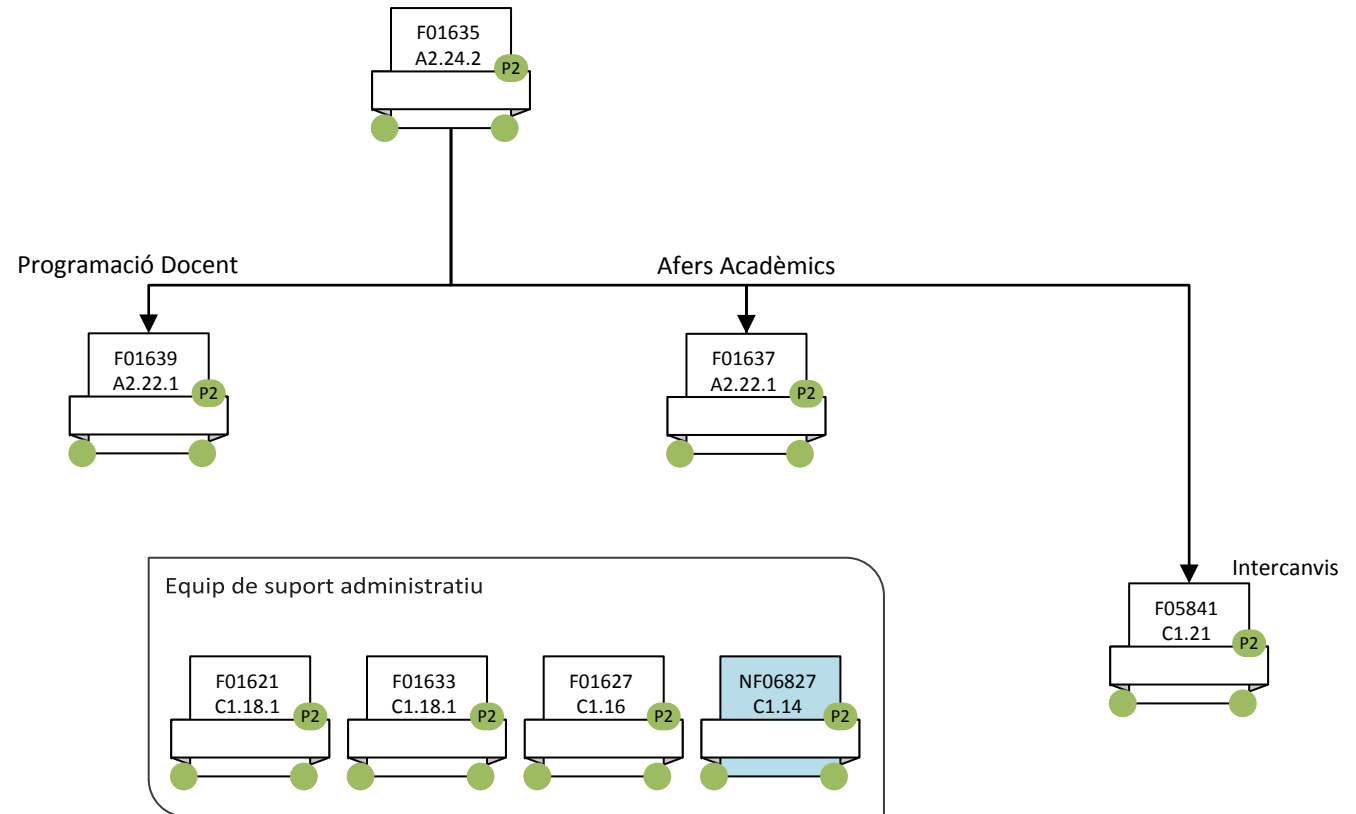 F01635
A2.24.2
P2
Programació Docent
Afers Acadèmics
F01639
A2.22.1
P2
F01637
A2.22.1
P2
Intercanvis
F05841
C1.21
P2
Equip de suport administratiu
F01621
C1.18.1
P2
F01633
C1.18.1
P2
F01627
C1.16
P2
NF06827
C1.14
P2